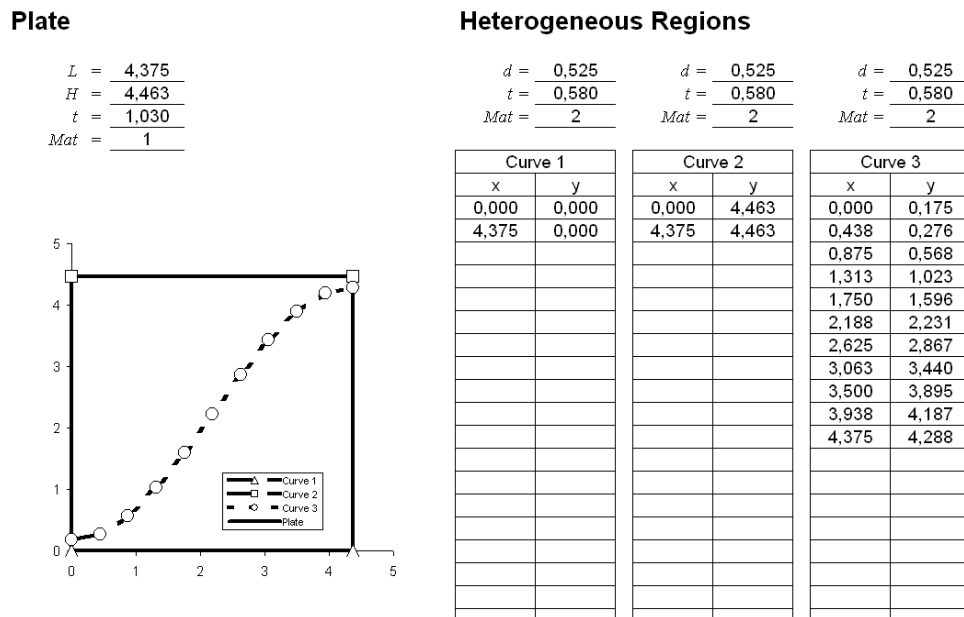 Plate
L = 4,375
H = 4,463
t = 1,030
Mat = 1
5
4
3
2
1
0
0 1 2 3 4 5
Curve 1
Curve 2
Curve 3
Plate
Heterogeneous Regions
d = 0,525 d = 0,525 d = 0,525
t = 0,580 t = 0,580 t = 0,580
Mat = 2 Mat = 2 Mat = 2
Curve 1 Curve 2 Curve 3
x y x y x y
0,000 0,000 0,000 4,463 0,000 0,175
4,375 0,000 4,375 4,463 0,438 0,276
0,875 0,568
1,313 1,023
1,750 1,596
2,188 2,231
2,625 2,867
3,063 3,440
3,500 3,895
3,938 4,187
4,375 4,288